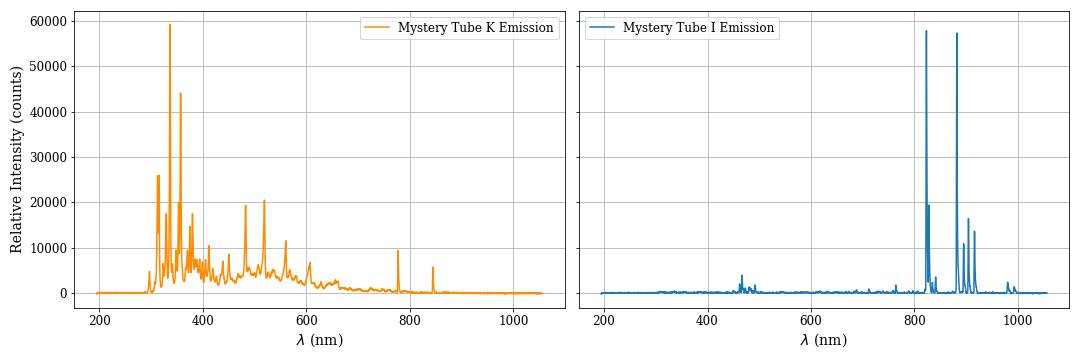 Mystery Tube K Emission
Mystery Tube I Emission
Relative Intensity (counts)
60000
50000
40000
30000
20000
10000
0
200 400 600 800 1000
200 400 600 800 1000
λ (nm)
λ (nm)